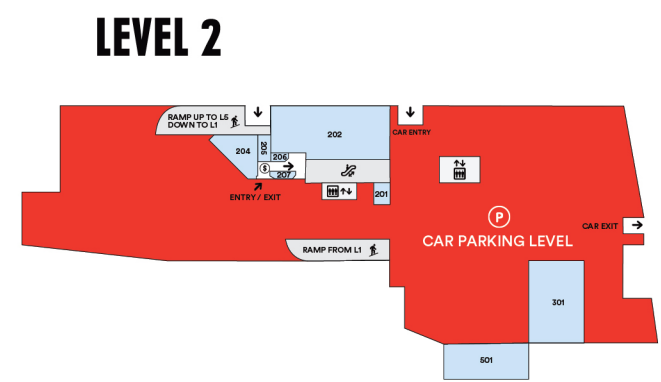 LEVEL 2
RAMP UP TO L5
DOWN TO L1
202
CAR ENTRY
204
205
206
$
207
ENTRY / EXIT
201
P
CAR PARKING LEVEL
CAR EXIT
RAMP FROM L1
301
501